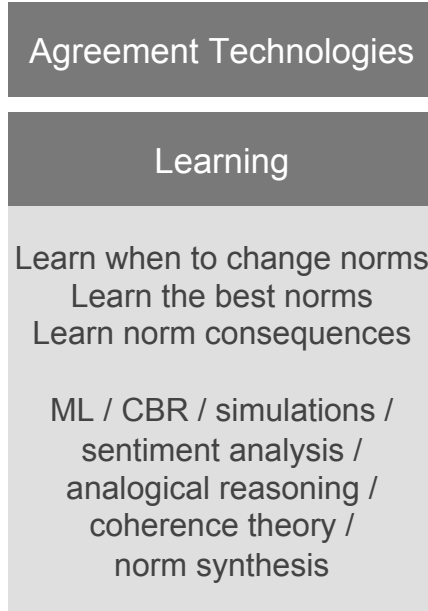 Agreement Technologies
Learning
Learn when to change norms
Learn the best norms
Learn norm consequences
ML / CBR / simulations /
sentiment analysis /
analogical reasoning /
coherence theory /
norm synthesis